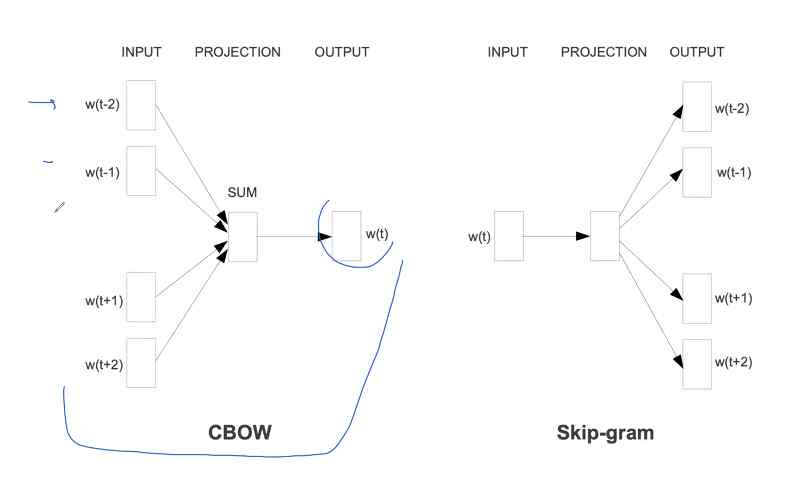 INPUT PROJECTION OUTPUT
w(t-2)
w(t-1)
SUM
w(t)
w(t+1)
w(t+2)
CBOW
INPUT PROJECTION OUTPUT
w(t-2)
w(t-1)
w(t)
w(t+1)
w(t+2)
Skip-gram